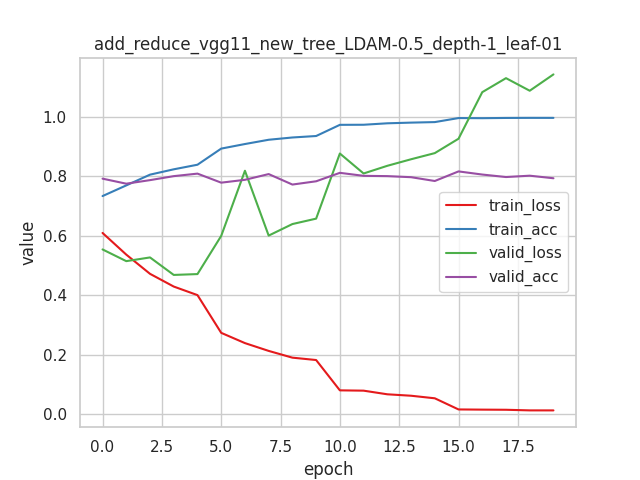 add_reduce_vgg11_new_tree_LDAM-0.5_depth-1_leaf-01
value
1.0
0.8
0.6
0.4
0.2
0.0
train_loss
train_acc
valid_loss
valid_acc
0.0 2.5 5.0 7.5 10.0 12.5 15.0 17.5
epoch